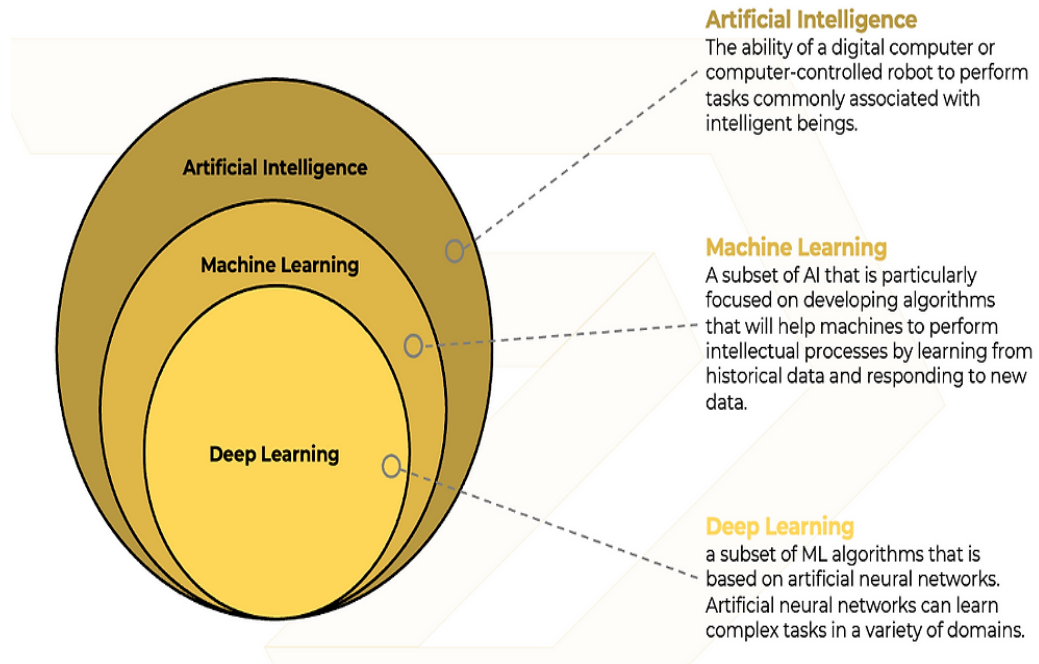 Artificial Intelligence
Machine Learning
Deep Learning
Artificial Intelligence
The ability of a digital computer or
computer-controlled robot to perform
tasks commonly associated with
intelligent beings.
Machine Learning
A subset of AI that is particularly
focused on developing algorithms
that will help machines to perform
intellectual processes by learning from
historical data and responding to new
data.
Deep Learning
a subset of ML algorithms that is
based on artificial neural networks.
Artificial neural networks can learn
complex tasks in a variety of domains.